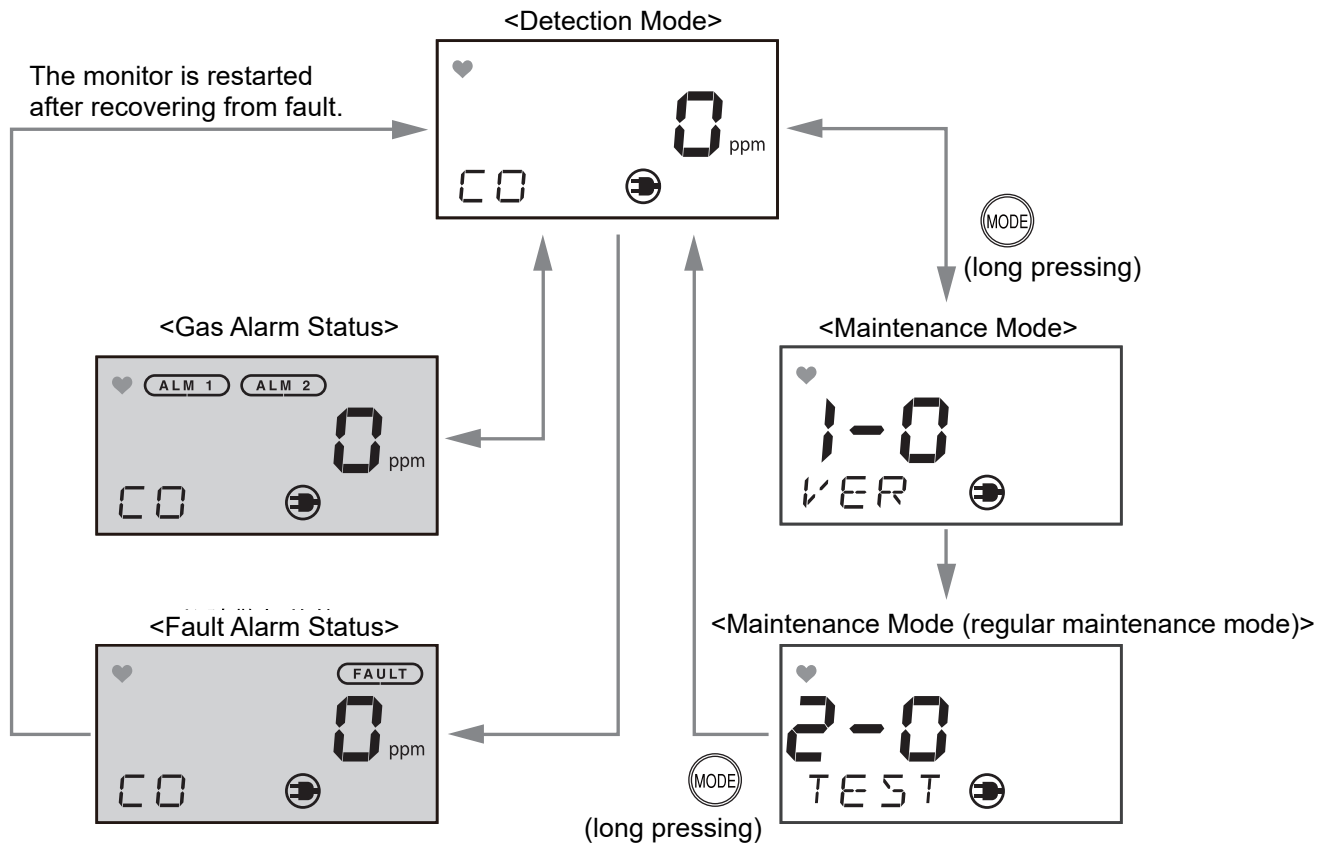 <Detection Mode>
The monitor is restarted
after recovering from fault.
0 ppm
CO
MODE
(long pressing)
<Gas Alarm Status>
ALM 1 ALM 2
0 ppm
CO
<Maintenance Mode>
1-0
VER
<Fault Alarm Status>
FAULT
0 ppm
CO
<Maintenance Mode (regular maintenance mode)>
2-0
TEST
MODE
(long pressing)